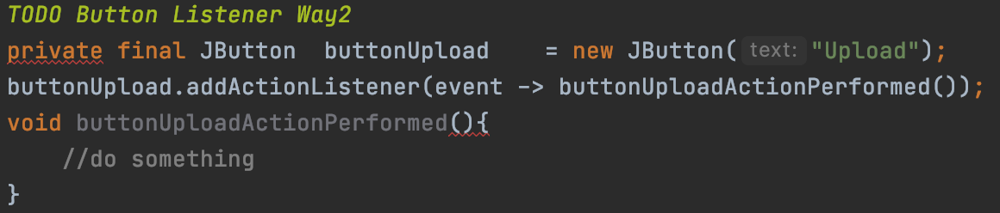 TODO Button Listener Way2
private final JButton  buttonUpload    = new JButton( text: "Upload");
buttonUpload.addActionListener(event -> buttonUploadActionPerformed());
void buttonUploadActionPerformed(){
    //do something
}